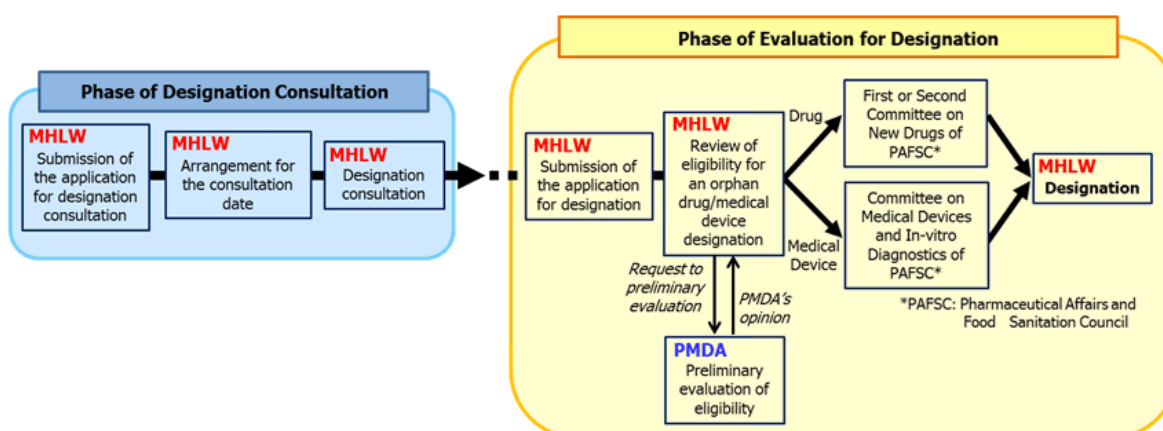 Phase of Designation Consultation
MHLW
Submission of
the application
for designation
consultation
MHLW
Arrangement for
the consultation
date
MHLW
Designation
consultation
Phase of Evaluation for Designation
MHLW
Submission of
the application
for designation
MHLW
Review of
eligibility for
an orphan
drug/medical
device
designation
Drug
Medical
Device
First or Second
Committee on
New Drugs of
PAFSC*
Committee on
Medical Devices
and In-vitro
Diagnostics of
PAFSC*
MHLW
Designation
Request to
preliminary
evaluation
PMDA's
opinion
PMDA
Preliminary
evaluation of
eligibility
*PAFSC: Pharmaceutical Affairs and
Food Sanitation Council